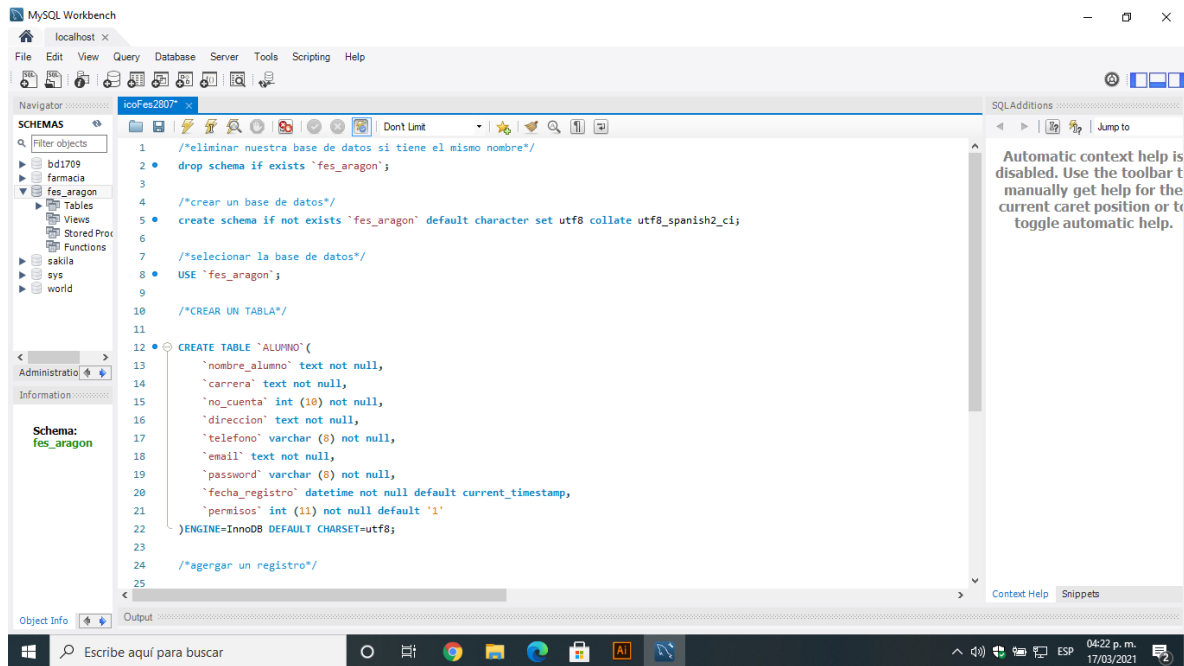 MySQL Workbench
localhost
File Edit View Query Database Server Tools Scripting Help
Navigator
SCHEMAS
Filter objects
bd1709
farmacia
fes_aragon
Tables
Views
Stored Proc
Functions
sakila
sys
world
Administratio
Information
Schema:
fes_aragon
Object Info
icoFes2807*
Don't Limit
1 /*eliminar nuestra base de datos si tiene el mismo nombre*/
2 drop schema if exists `fes_aragon`;
3
4 /*crear un base de datos*/
5 create schema if not exists `fes_aragon` default character set utf8 collate utf8_spanish2_ci;
6
7 /*selecionar la base de datos*/
8 USE `fes_aragon`;
9
10 /*CREAR UN TABLA*/
11
12 CREATE TABLE `ALUMNO`(
13 `nombre_alumno` text not null,
14 `carrera` text not null,
15 `no_cuenta` int (10) not null,
16 `direccion` text not null,
17 `telefono` varchar (8) not null,
18 `email` text not null,
19 `password` varchar (8) not null,
20 `fecha_registro` datetime not null default current_timestamp,
21 `permisos` int (11) not null default '1'
22 )ENGINE=InnoDB DEFAULT CHARSET=utf8;
23
24 /*agergar un registro*/
25
Output
SQLAdditions
Jump to
Automatic context help is
disabled. Use the toolbar t
manually get help for the
current caret position or to
toggle automatic help.
Context Help Snippets
Escribe aquí para buscar
Ai
ESP
04:22 p. m.
17/03/2021
2